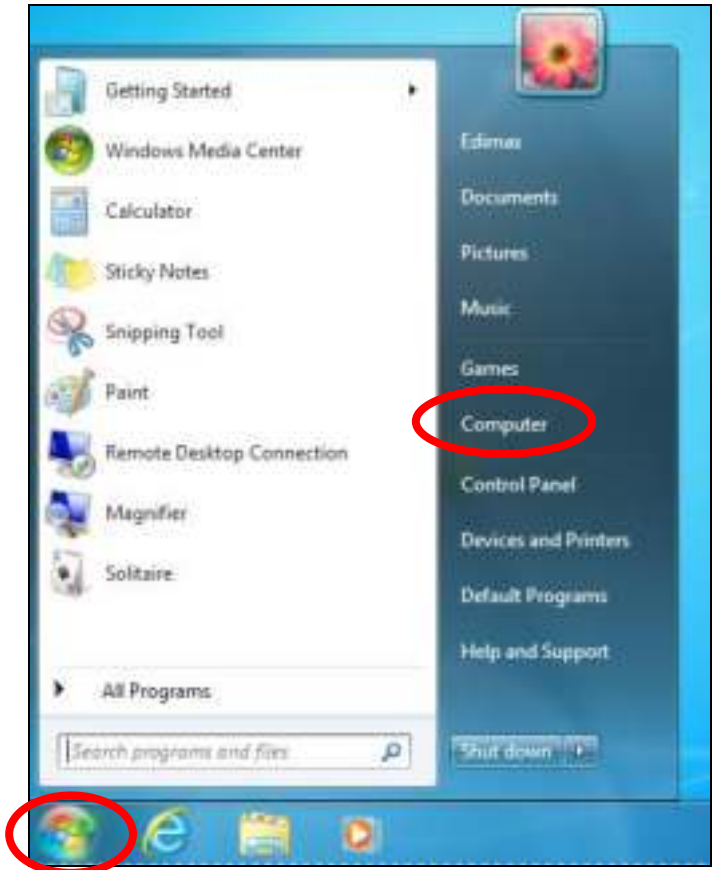 Getting Started
Windows Media Center
Calculator
Sticky Notes
Snipping Tool
Paint
Remote Desktop Connection
Magnifier
Solitaire
All Programs
Search programs and files
Edimax
Documents
Pictures
Music
Games
Computer
Control Panel
Devices and Printers
Default Programs
Help and Support
Shut down